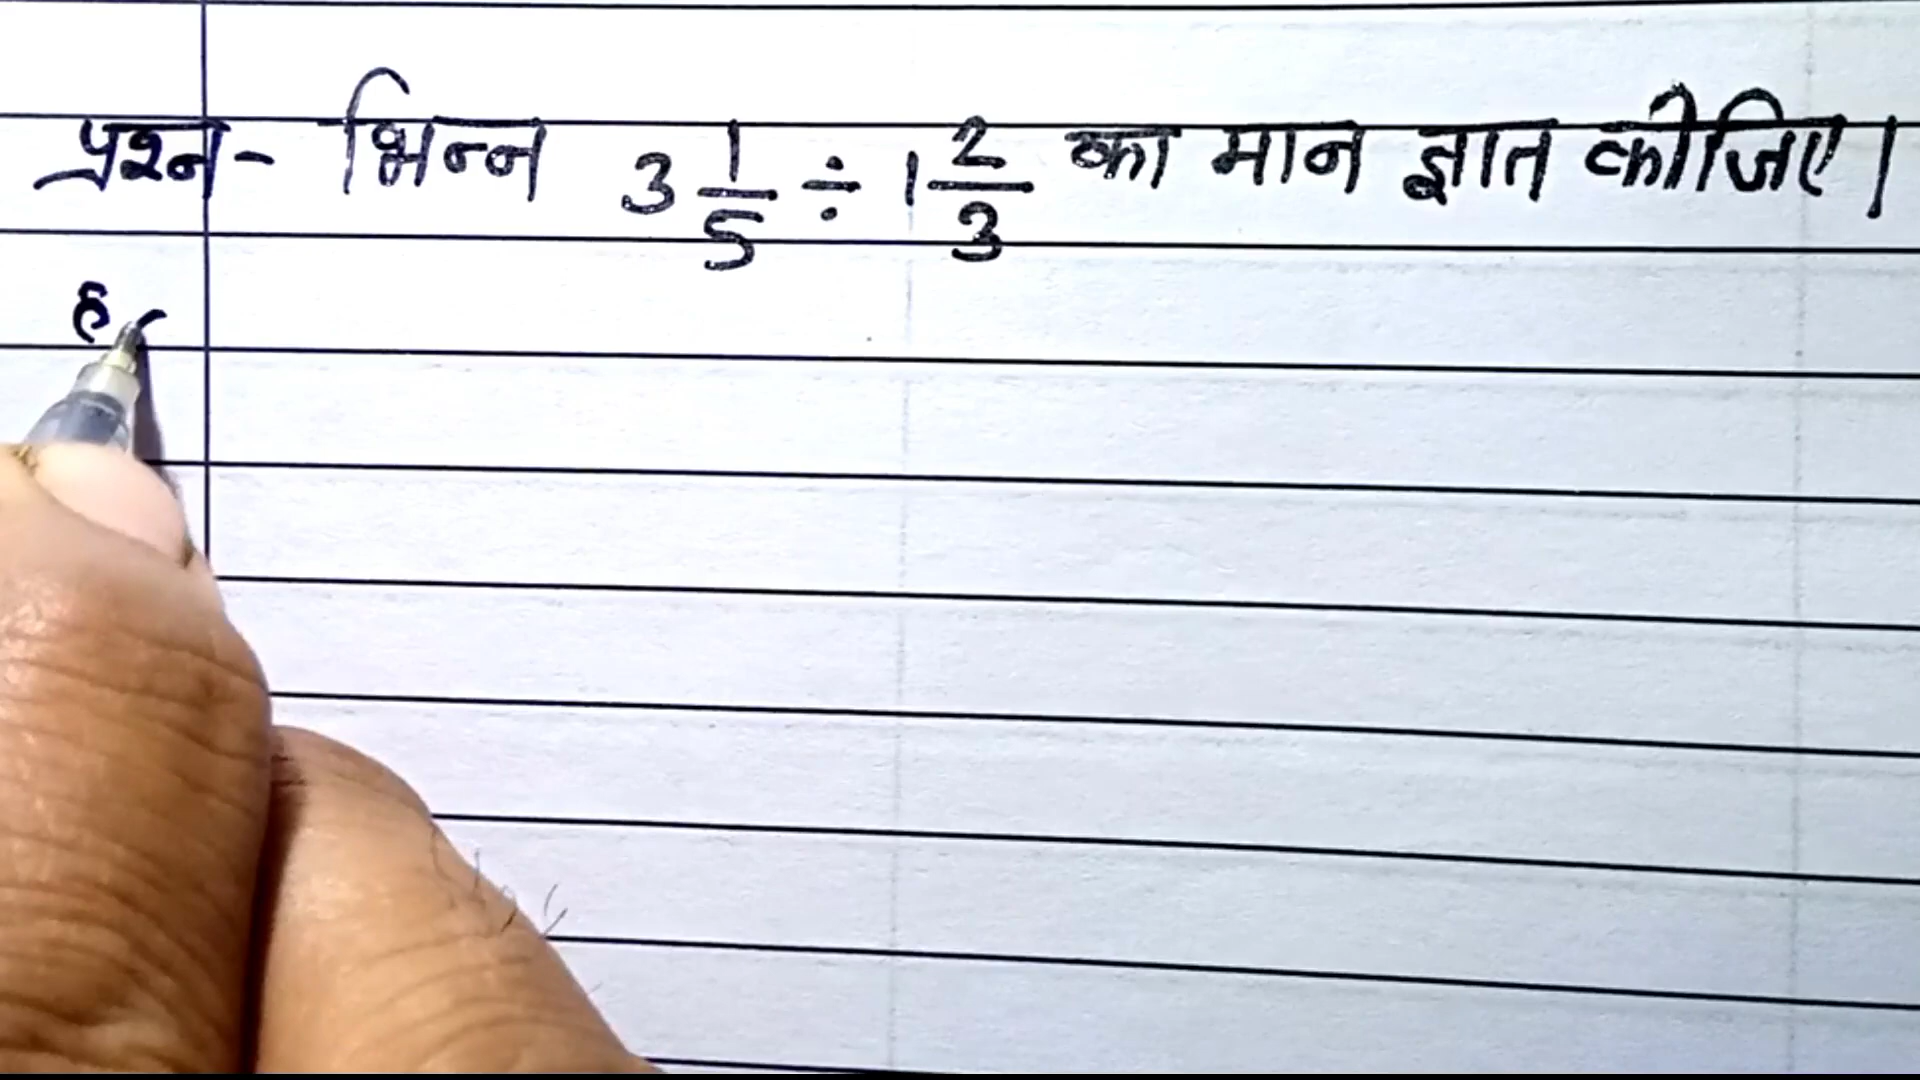 प्रश्न- भिन्न 3 1/5 ÷ 1 2/3 का मान ज्ञात कीजिए।
ह